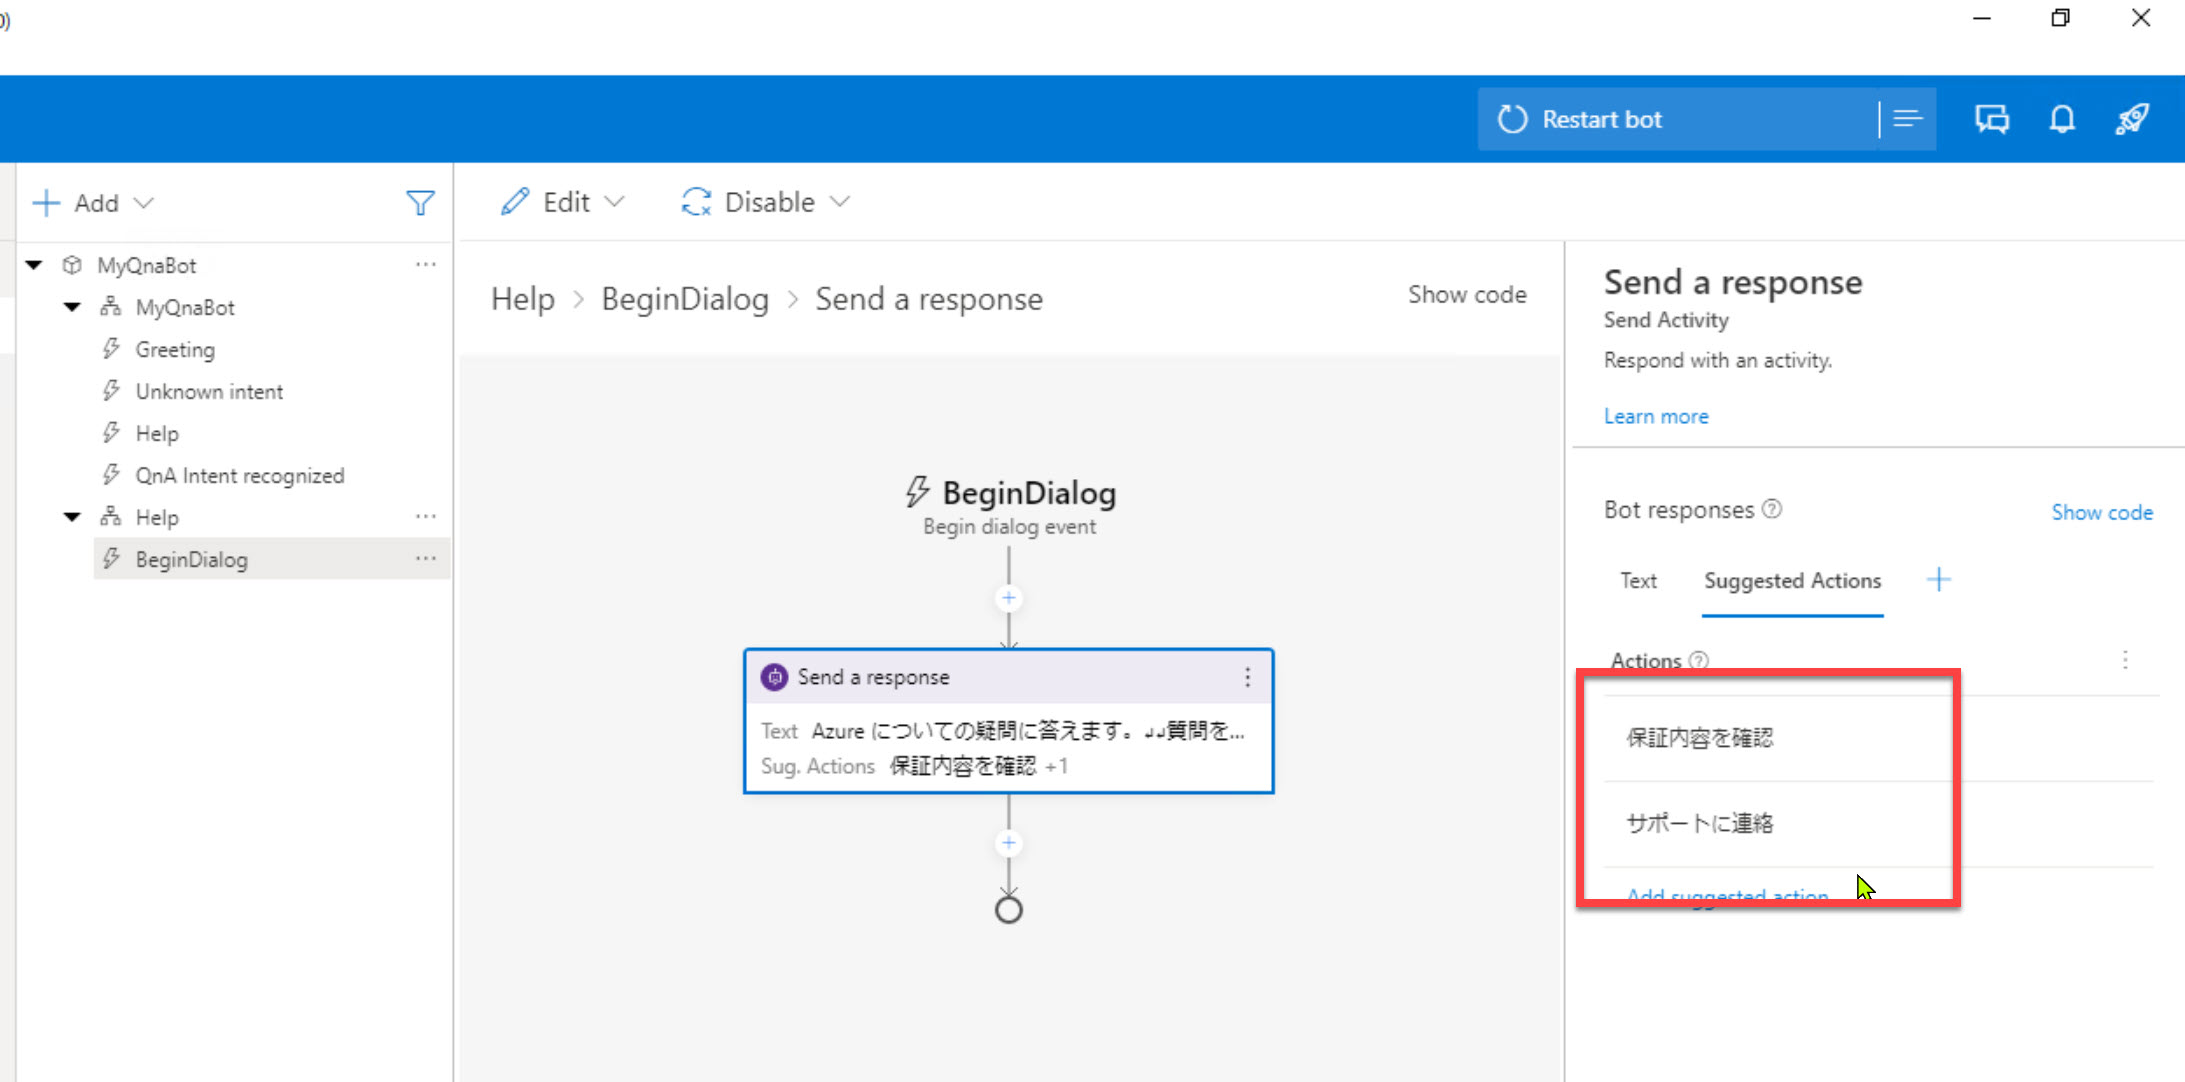 0)
Restart bot
Add
MyQnaBot
MyQnaBot
Greeting
Unknown intent
Help
QnA Intent recognized
Help
BeginDialog
Edit
Disable
Help > BeginDialog > Send a response
Show code
BeginDialog
Begin dialog event
Send a response
Text Azure についての疑問に答えます。↲↲質問を...
Sug. Actions 保証内容を確認 +1
Send a response
Send Activity
Respond with an activity.
Learn more
Bot responses
Show code
Text Suggested Actions
Actions
保証内容を確認
サポートに連絡
Add suggested action